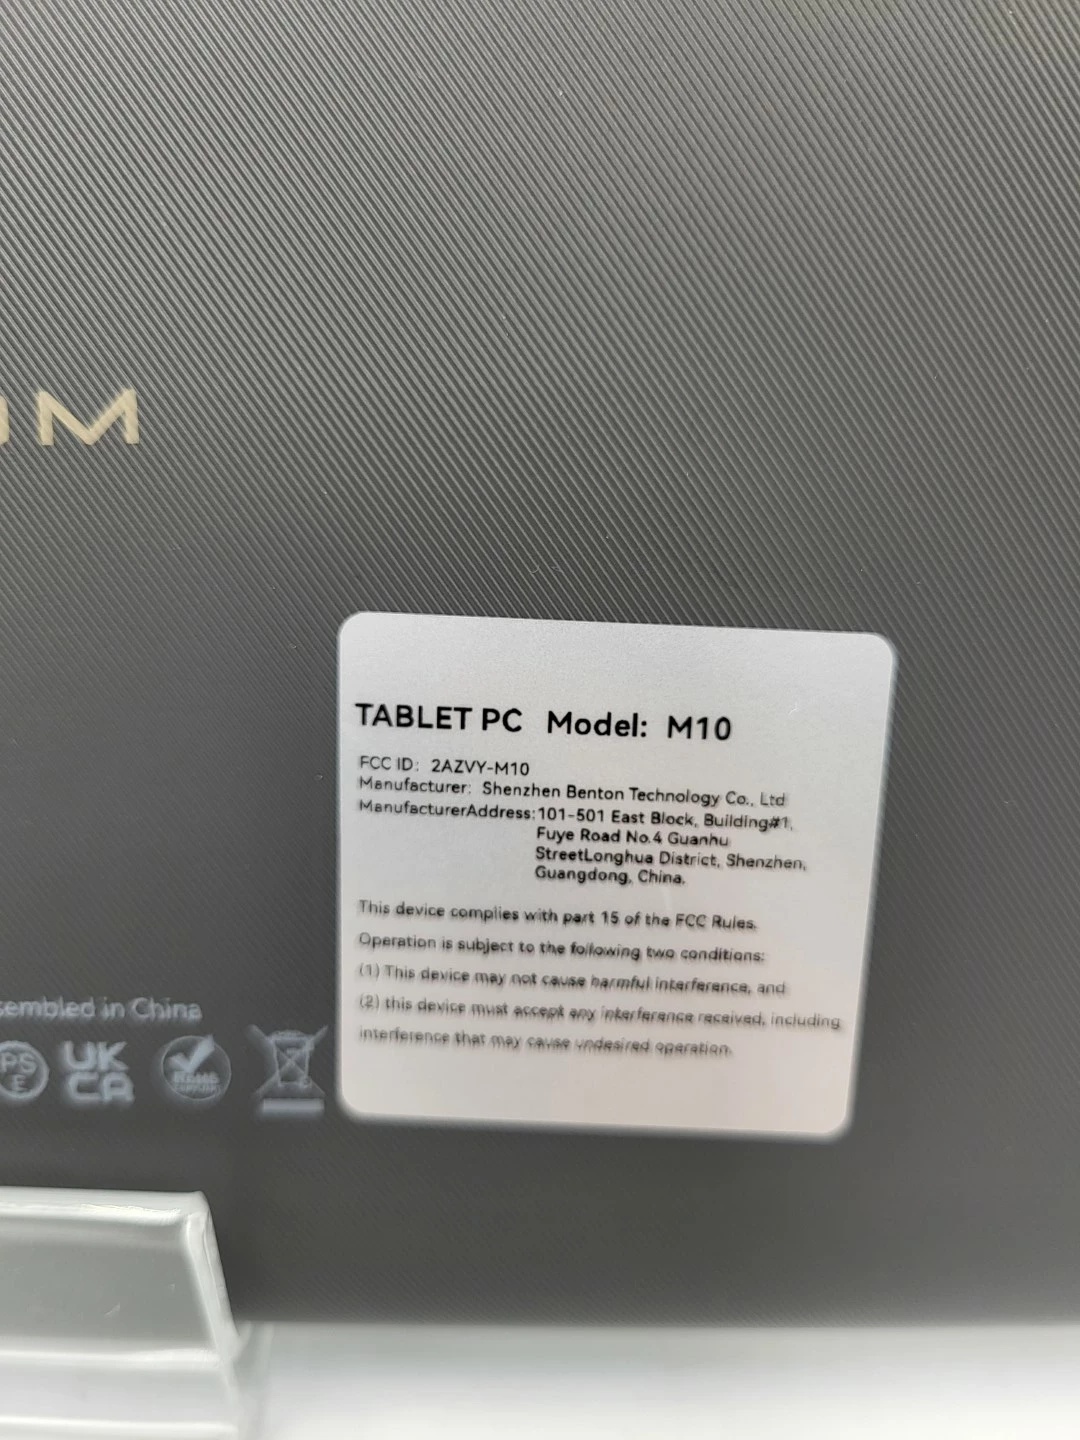 OM
TABLET PC Model: M10
FCC ID: 2AZVY-M10
Manufacturer: Shenzhen Benton Technology Co., Ltd
ManufacturerAddress: 101-501 East Block, Building#1,
Fuye Road No.4 Guanhu
StreetLonghua District, Shenzhen,
Guangdong, China.
This device complies with part 15 of the FCC Rules.
Operation is subject to the following two conditions:
(1) This device may not cause harmful interference, and
(2) this device must accept any interference received, including
interference that may cause undesired operation.
sembled in China
PS
E
UK
CA